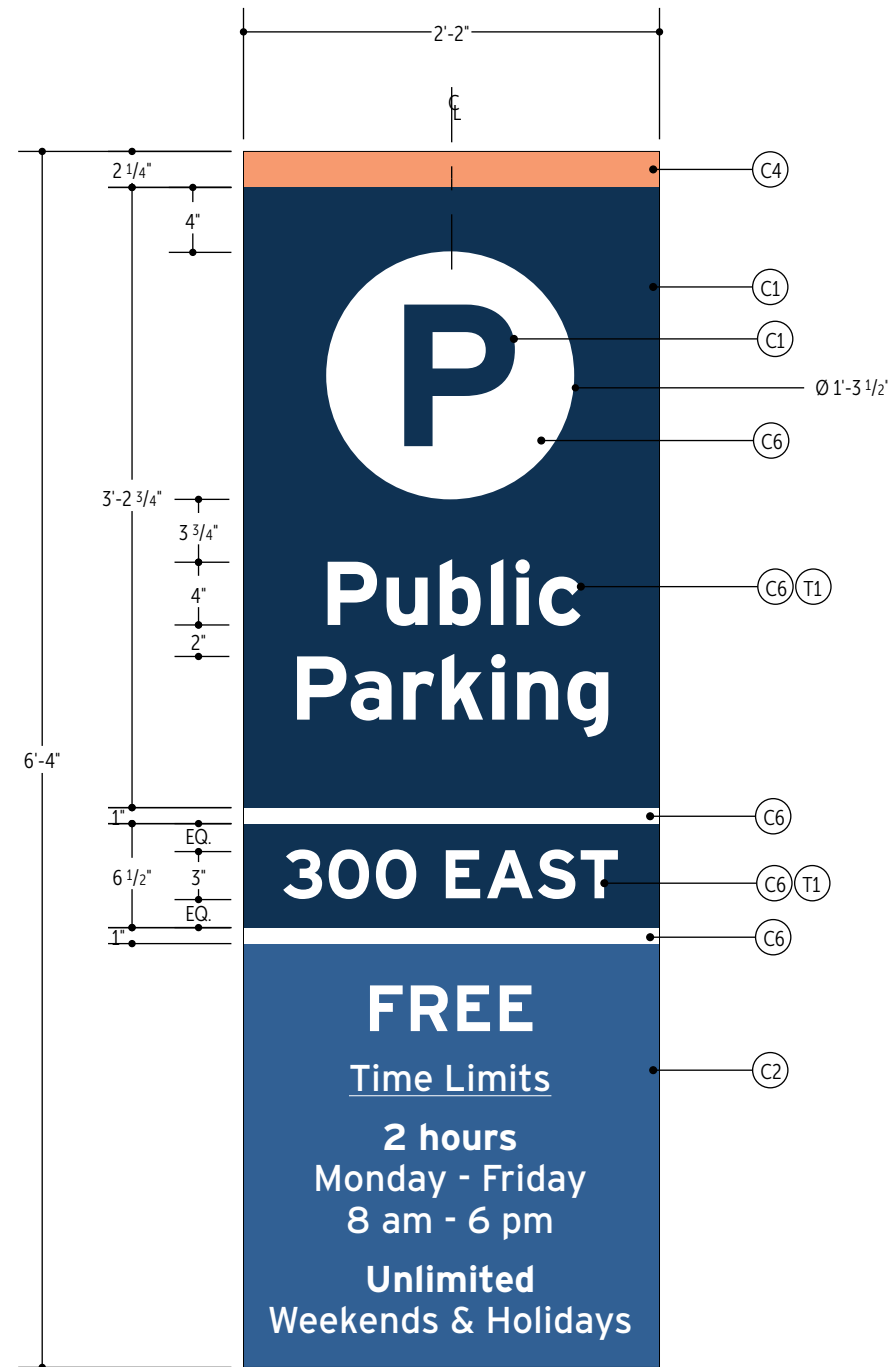 2'-2"
CL
2 1/4"
C4
4"
C1
P
C1
Ø 1'-3 1/2"
C6
3'-2 3/4"
3 3/4"
Public
4"
C6 T1
2"
Parking
6'-4"
1"
C6
EQ.
300 EAST
6 1/2"
3"
C6 T1
EQ.
1"
C6
FREE
C2
Time Limits
2 hours
Monday - Friday
8 am - 6 pm
Unlimited
Weekends & Holidays